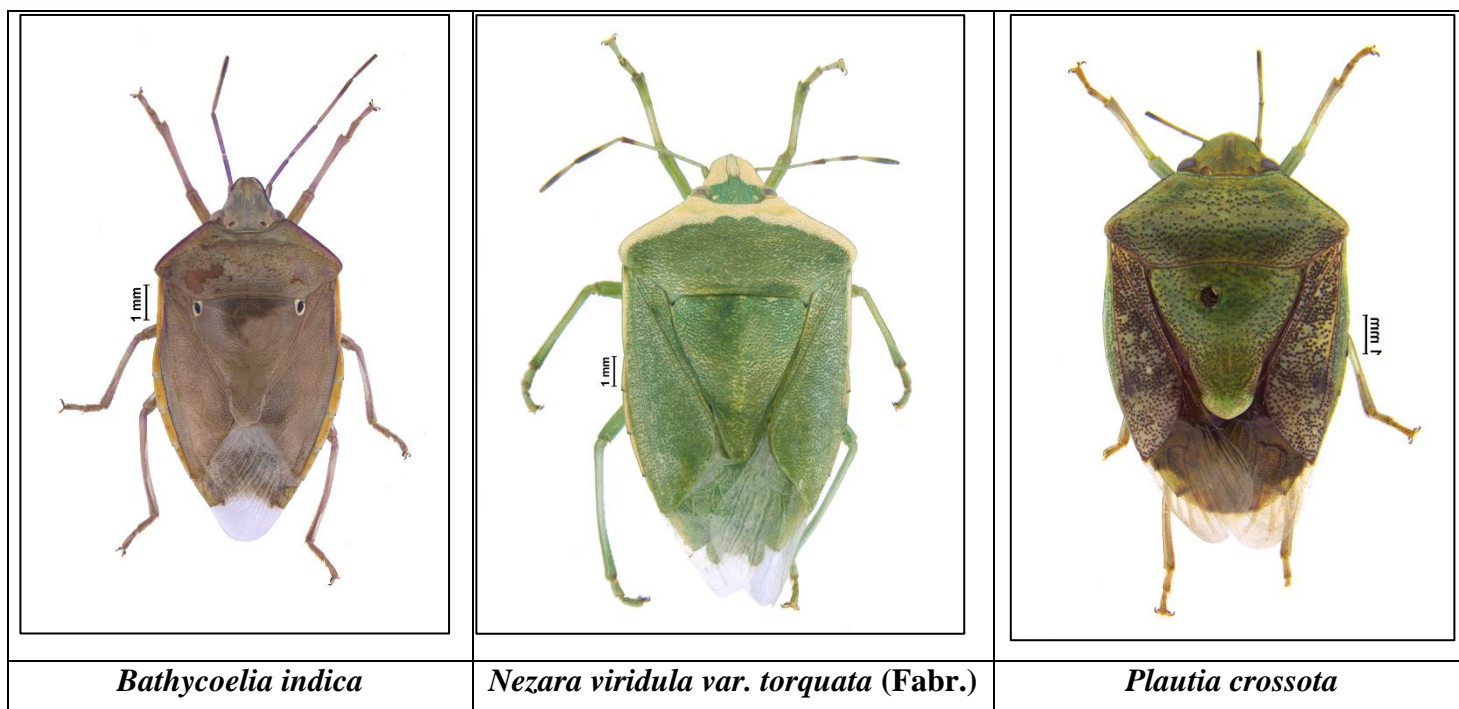 1 mm
1 mm
1 mm
Bathycoelia indica
Nezara viridula var. torquata (Fabr.)
Plautia crossota